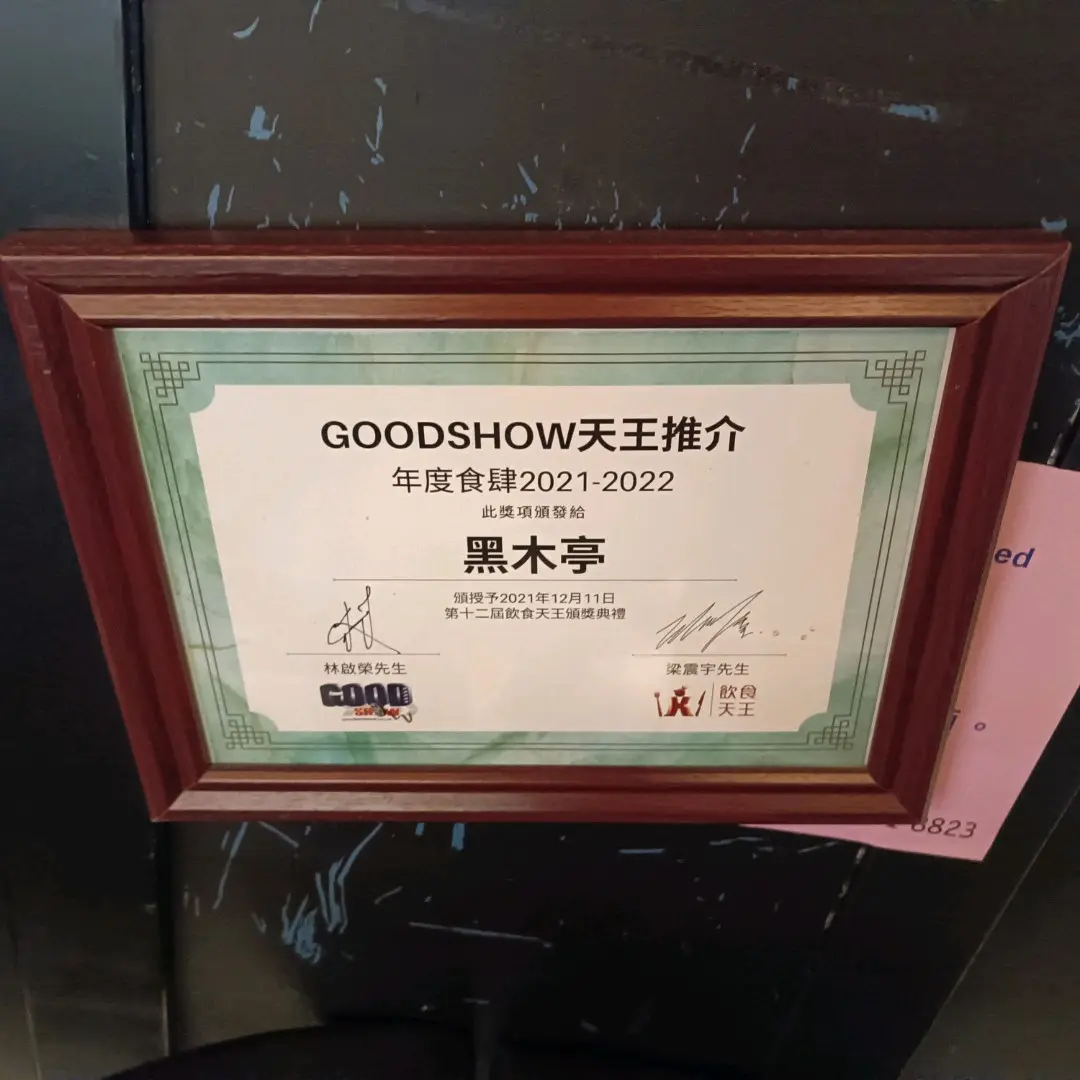 GOODSHOW天王推介
年度食肆2021-2022
此獎項頒發給
黑木亭
頒授予2021年12月11日
第十二屆飲食天王頒獎典禮
林啟榮先生
梁震宇先生
GOOD
SHOW
飲食
天王
ed
8823